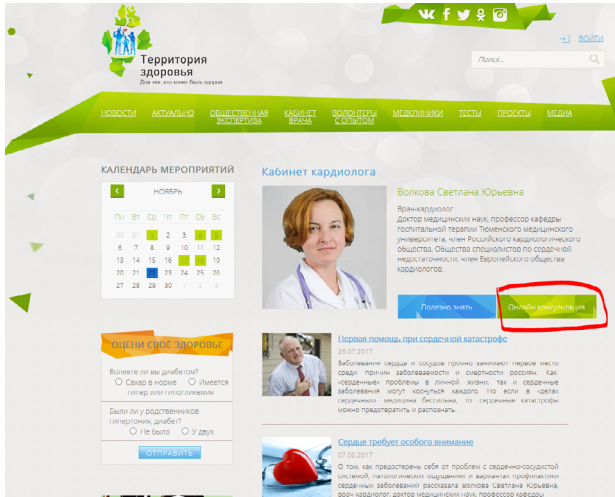 Территория
здоровья
Для тех, кто хочет быть здоров
ВОЙТИ
Поиск...
НОВОСТИ
АКТУАЛЬНО
ОБЩЕСТВЕННАЯ
ЭКСПЕРТИЗА
КАБИНЕТ
ВРАЧА
ВОЛОНТЕРЫ
С ОПЫТОМ
МЕДКЛИНИКИ
ТЕСТЫ
ПРОЕКТЫ
МЕДИА
КАЛЕНДАРЬ МЕРОПРИЯТИЙ
НОЯБРЬ
Пн Вт Ср Чт Пт Сб Вс
30 31 1 2 3 4 5
6 7 8 9 10 11 12
13 14 15 16 17 18 19
20 21 22 23 24 25 26
27 28 29 30 1 2 3
ОЦЕНИ СВОЕ ЗДОРОВЬЕ
Болеете ли вы диабетом?
Сахар в норме Имеется
гипер или гипогликемия
Были ли у родственников
гипертония, диабет?
Не было У двух
ОТПРАВИТЬ
Кабинет кардиолога
Волкова Светлана Юрьевна
Врач-кардиолог
Доктор медицинских наук, профессор кафедры
госпитальной терапии Тюменского медицинского
университета, член Российского кардиологического
общества, Общества специалистов по сердечной
недостаточности, член Европейского общества
кардиологов.
Полезно знать
Онлайн консультация
Первая помощь при сердечной катастрофе
26.07.2017
Заболевания сердца и сосудов прочно занимают первое место
среди причин заболеваемости и смертности россиян. Как
«сердечные» проблемы в личной жизни, так и сердечные
заболевания могут коснуться каждого. Но если в «делах
сердечных» медицина бессильна, то сердечные катастрофы
можно предотвратить и распознать.
Сердце требует особого внимания
07.06.2017
О том, как предостеречь себя от проблем с сердечно-сосудистой
системой, патологических ощущениях и вариантах профилактики
сердечных заболеваний рассказала Волкова Светлана Юрьевна,
врач кардиолог, доктор медицинских наук, профессор кафедры